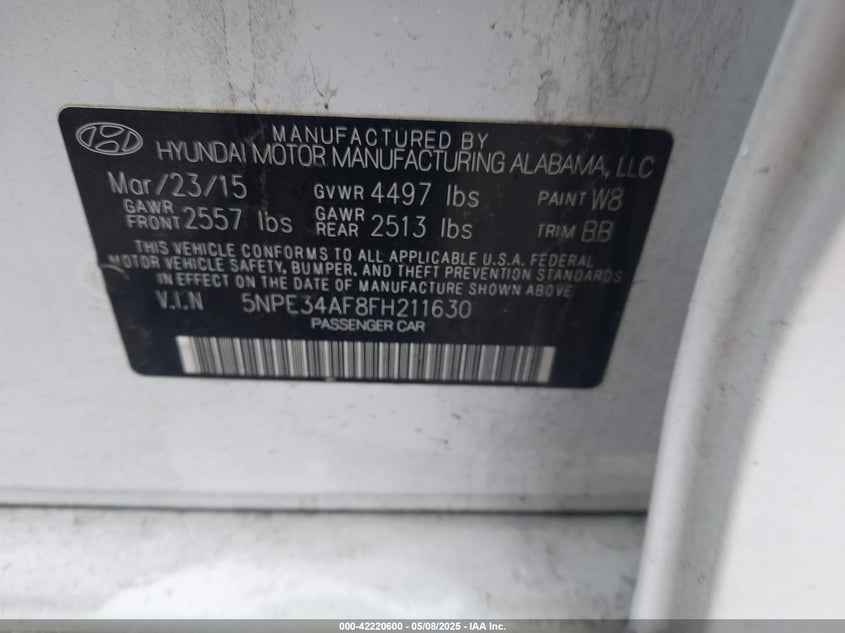 MANUFACTURED BY
HYUNDAI MOTOR MANUFACTURING ALABAMA, LLC
Mar/23/15 GVWR 4497 lbs PAINT W8
GAWR FRONT 2557 lbs GAWR REAR 2513 lbs TRIM BB
THIS VEHICLE CONFORMS TO ALL APPLICABLE U.S.A. FEDERAL
MOTOR VEHICLE SAFETY, BUMPER, AND THEFT PREVENTION STANDARDS
IN EFFECT ON THE DATE OF MANUFACTURE SHOWN ABOVE
V.I.N 5NPE34AF8FH211630
PASSENGER CAR
000-42220600 - 05/08/2025 - IAA Inc.